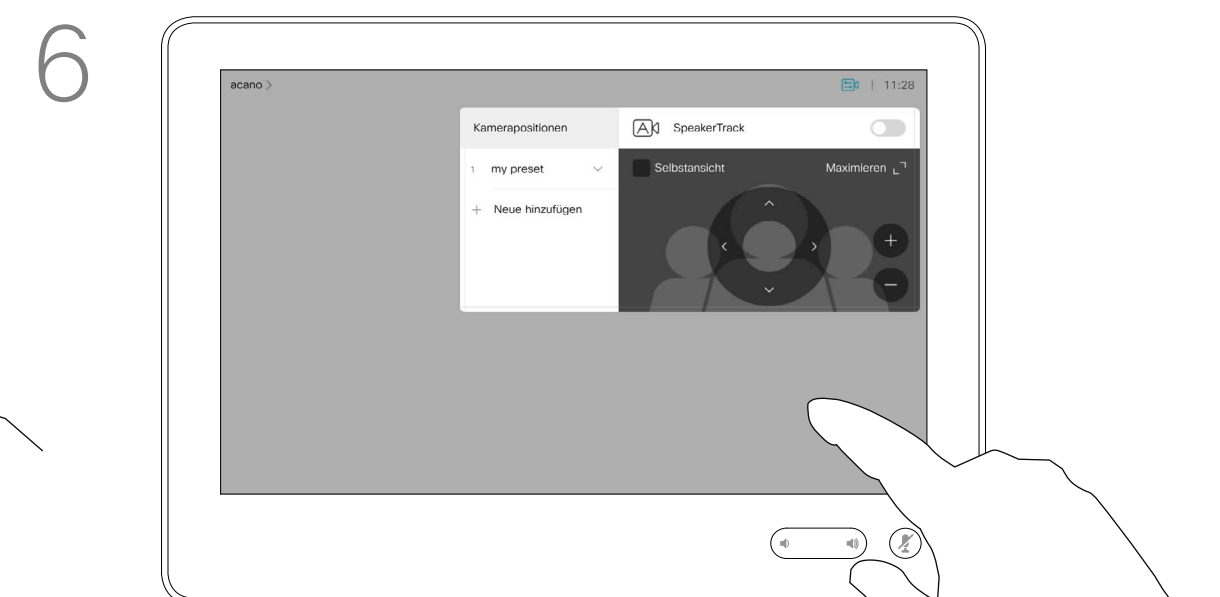 6
acano >
11:28
Kamerapositionen
SpeakerTrack
1 my preset
Selbstansicht
Maximieren
+ Neue hinzufügen